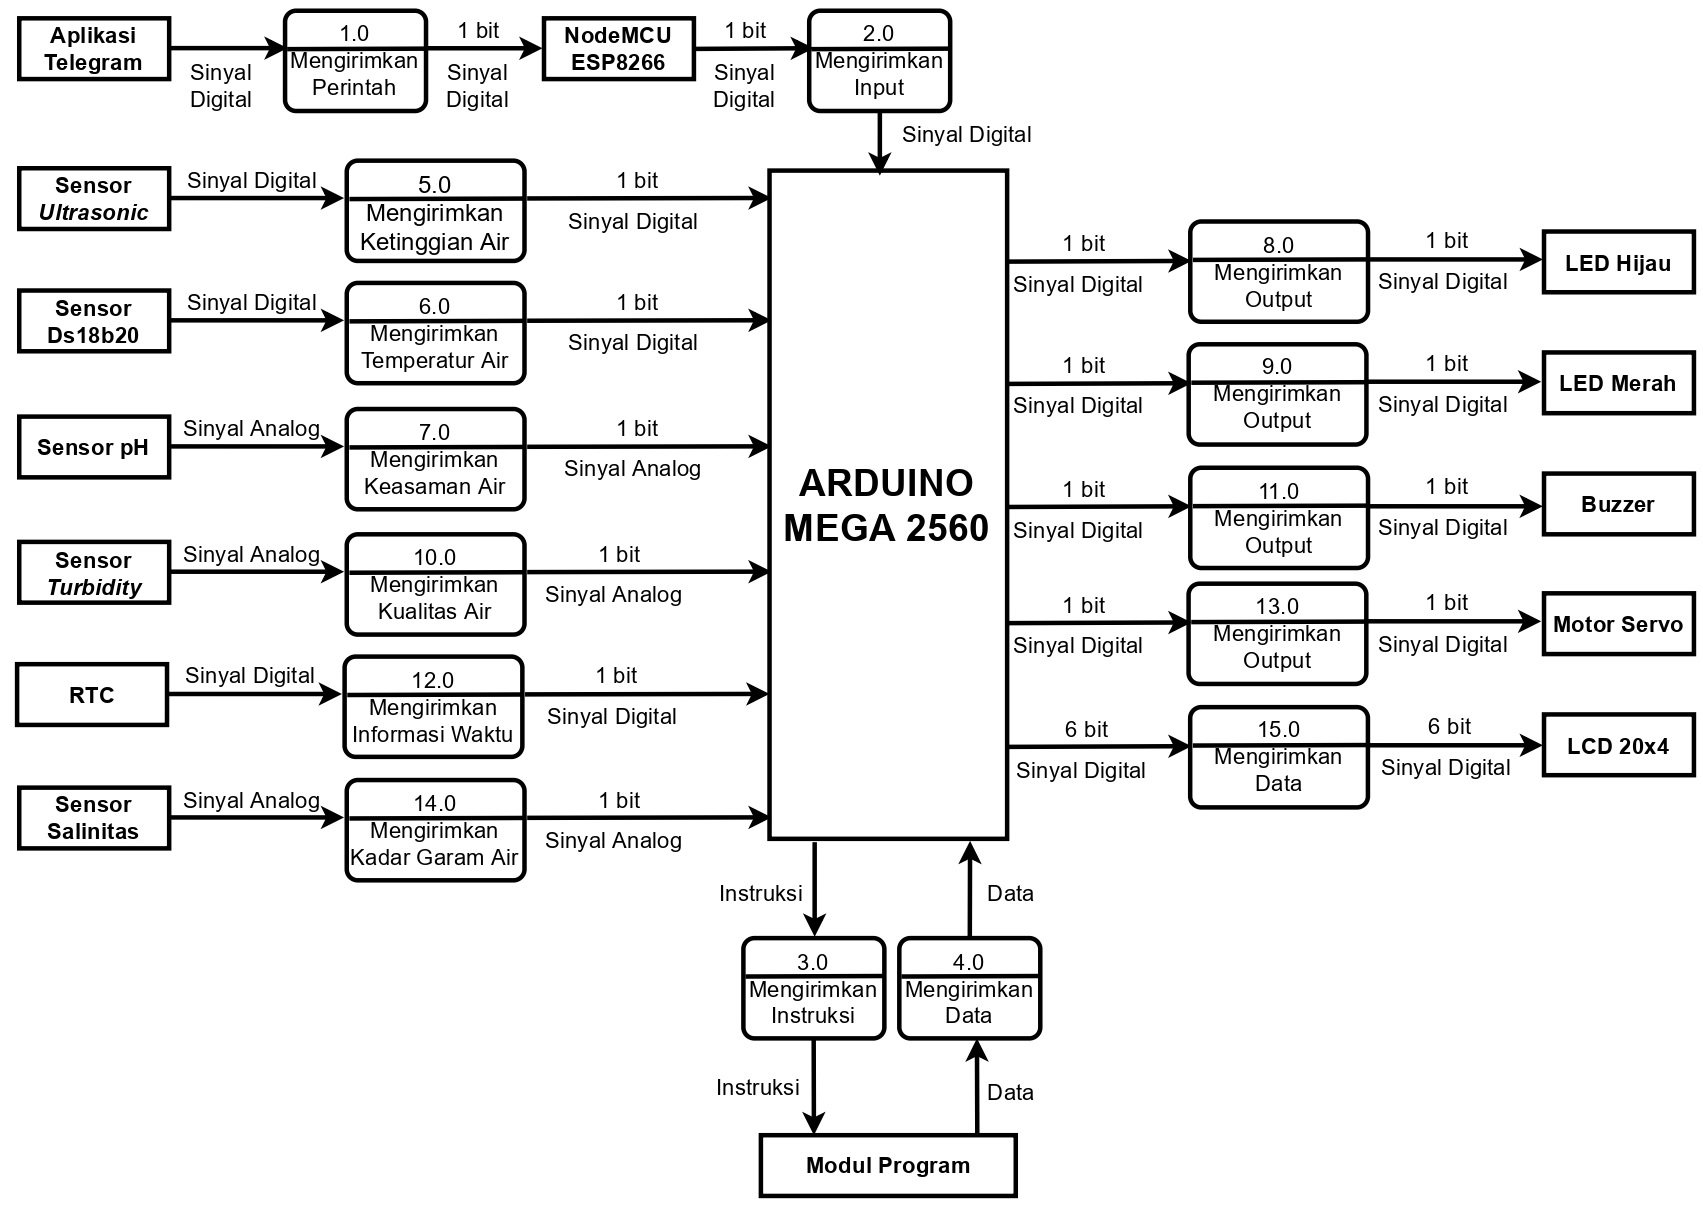 Aplikasi
Telegram
Sinyal
Digital
1.0
Mengirimkan
Perintah
1 bit
Sinyal
Digital
NodeMCU
ESP8266
1 bit
Sinyal
Digital
2.0
Mengirimkan
Input
Sinyal Digital
Sensor
Ultrasonic
Sinyal Digital
5.0
Mengirimkan
Ketinggian Air
1 bit
Sinyal Digital
Sensor
Ds18b20
Sinyal Digital
6.0
Mengirimkan
Temperatur Air
1 bit
Sinyal Digital
Sensor pH
Sinyal Analog
7.0
Mengirimkan
Keasaman Air
1 bit
Sinyal Analog
Sensor
Turbidity
Sinyal Analog
10.0
Mengirimkan
Kualitas Air
1 bit
Sinyal Analog
RTC
Sinyal Digital
12.0
Mengirimkan
Informasi Waktu
1 bit
Sinyal Digital
Sensor
Salinitas
Sinyal Analog
14.0
Mengirimkan
Kadar Garam Air
1 bit
Sinyal Analog
ARDUINO
MEGA 2560
1 bit
Sinyal Digital
8.0
Mengirimkan
Output
1 bit
Sinyal Digital
LED Hijau
1 bit
Sinyal Digital
9.0
Mengirimkan
Output
1 bit
Sinyal Digital
LED Merah
1 bit
Sinyal Digital
11.0
Mengirimkan
Output
1 bit
Sinyal Digital
Buzzer
1 bit
Sinyal Digital
13.0
Mengirimkan
Output
1 bit
Sinyal Digital
Motor Servo
6 bit
Sinyal Digital
15.0
Mengirimkan
Data
6 bit
Sinyal Digital
LCD 20x4
Instruksi
3.0
Mengirimkan
Instruksi
Instruksi
Data
4.0
Mengirimkan
Data
Data
Modul Program